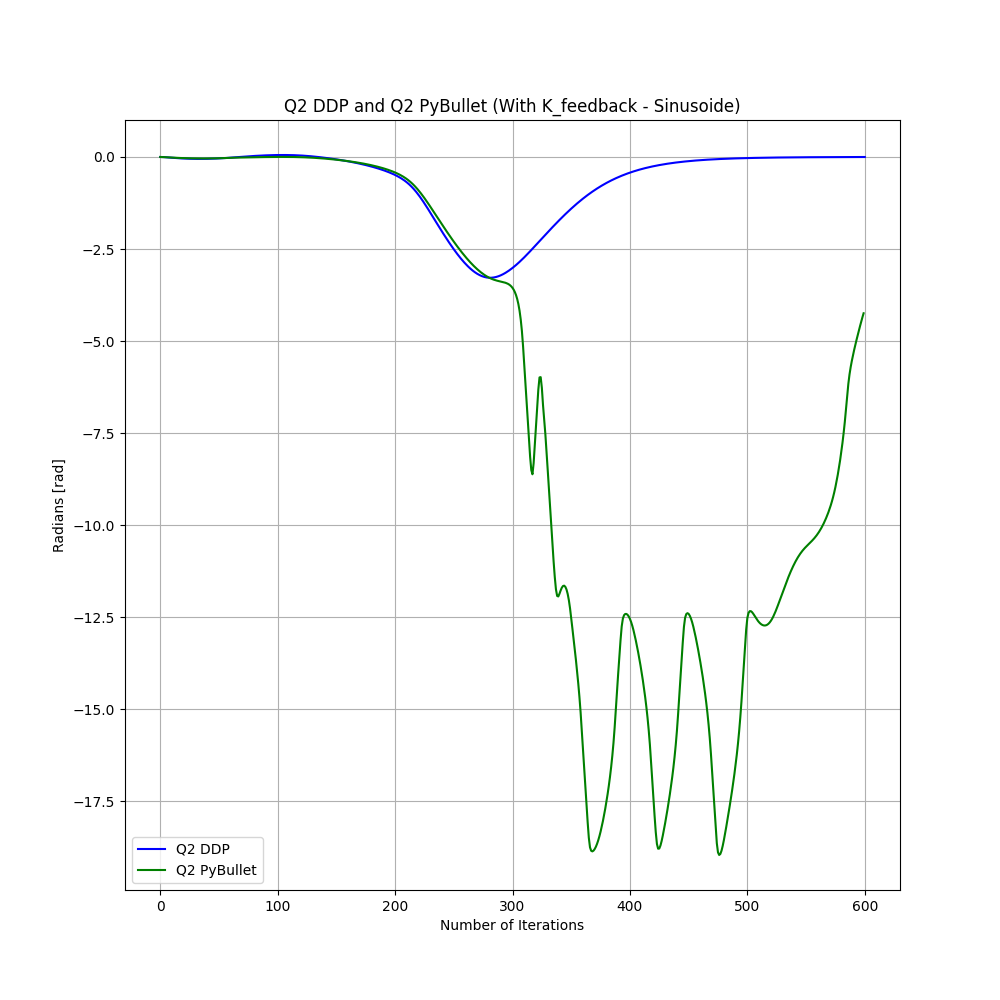 Q2 DDP and Q2 PyBullet (With K_feedback - Sinusoide)
0.0
−2.5
−5.0
−7.5
−10.0
−12.5
−15.0
−17.5
Radians [rad]
Q2 DDP
Q2 PyBullet
0 100 200 300 400 500 600
Number of Iterations